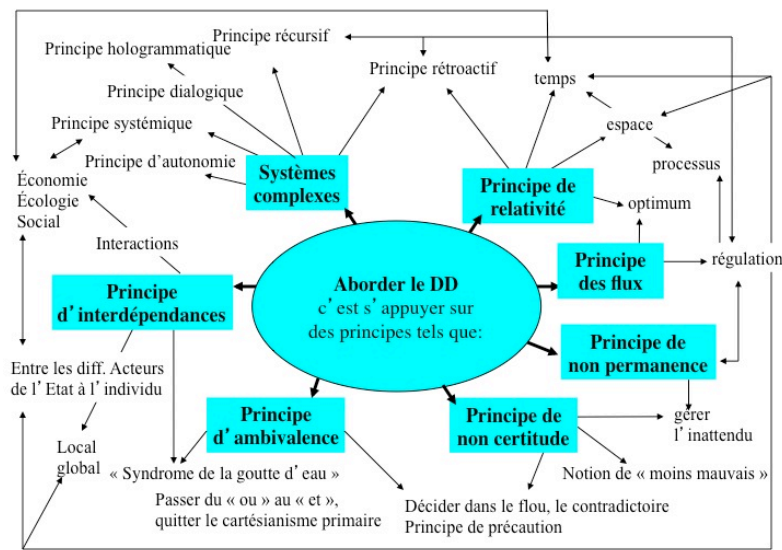 Principe récursif
Principe hologrammatique
Principe rétroactif
temps
Principe dialogique
espace
Principe systémique
processus
Principe d'autonomie
Systèmes
complexes
Principe de
relativité
Économie
Écologie
Social
optimum
Interactions
Principe
des flux
régulation
Aborder le DD
c'est s'appuyer sur
des principes tels que:
Principe
d'interdépendances
Principe de
non permanence
Entre les diff. Acteurs
de l'Etat à l'individu
Principe
d'ambivalence
Principe de
non certitude
gérer
l'inattendu
Local
global
« Syndrome de la goutte d'eau »
Notion de « moins mauvais »
Passer du « ou » au « et »,
quitter le cartésianisme primaire
Décider dans le flou, le contradictoire
Principe de précaution